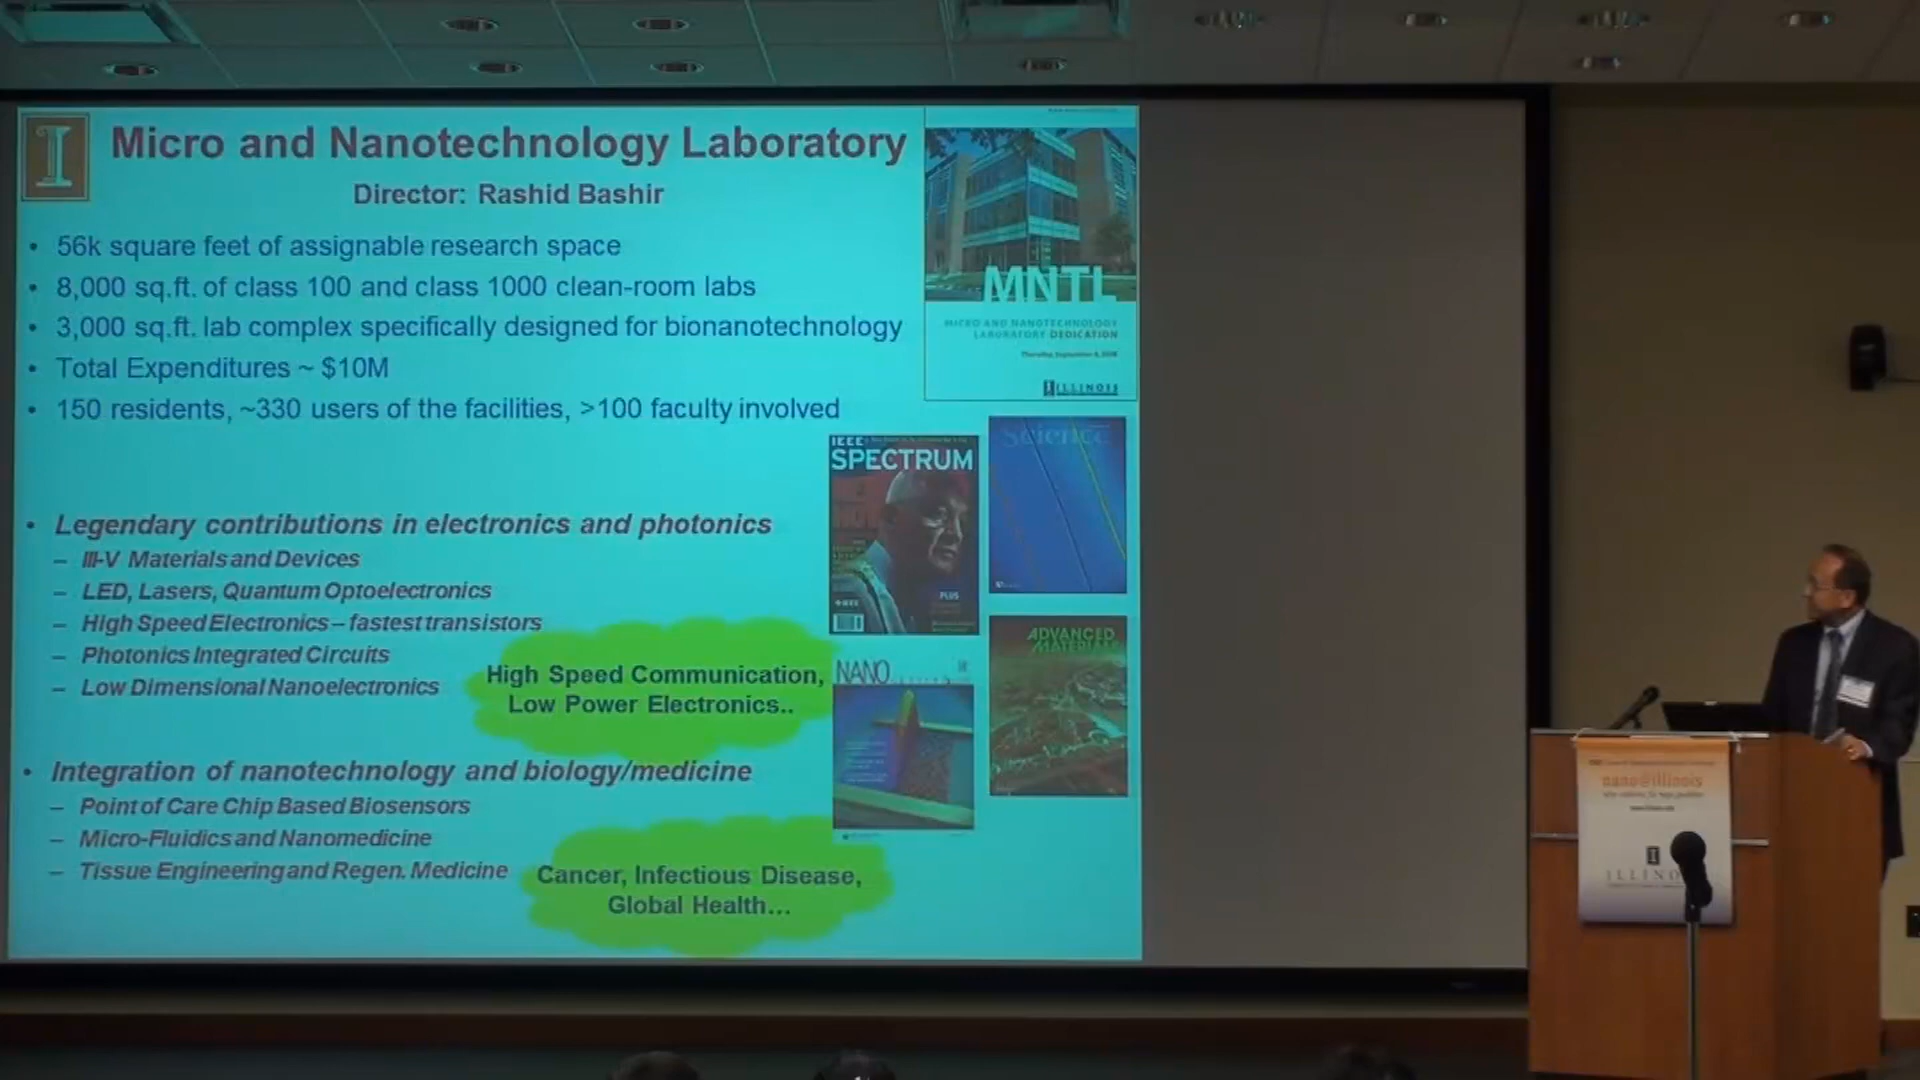 I
Micro and Nanotechnology Laboratory
Director: Rashid Bashir
• 56k square feet of assignable research space
• 8,000 sq.ft. of class 100 and class 1000 clean-room labs
• 3,000 sq.ft. lab complex specifically designed for bionanotechnology
• Total Expenditures ~ $10M
• 150 residents, ~330 users of the facilities, >100 faculty involved
• Legendary contributions in electronics and photonics
– III-V Materials and Devices
– LED, Lasers, Quantum Optoelectronics
– High Speed Electronics – fastest transistors
– Photonics Integrated Circuits
– Low Dimensional Nanoelectronics
High Speed Communication,
Low Power Electronics..
• Integration of nanotechnology and biology/medicine
– Point of Care Chip Based Biosensors
– Micro-Fluidics and Nanomedicine
– Tissue Engineering and Regen. Medicine
Cancer, Infectious Disease,
Global Health...
MNTL
MICRO AND NANOTECHNOLOGY
LABORATORY DEDICATION
ILLINOIS
IEEE
SPECTRUM
PLUS
Science
NANO
ADVANCED
MATERIALS
nano@illinois